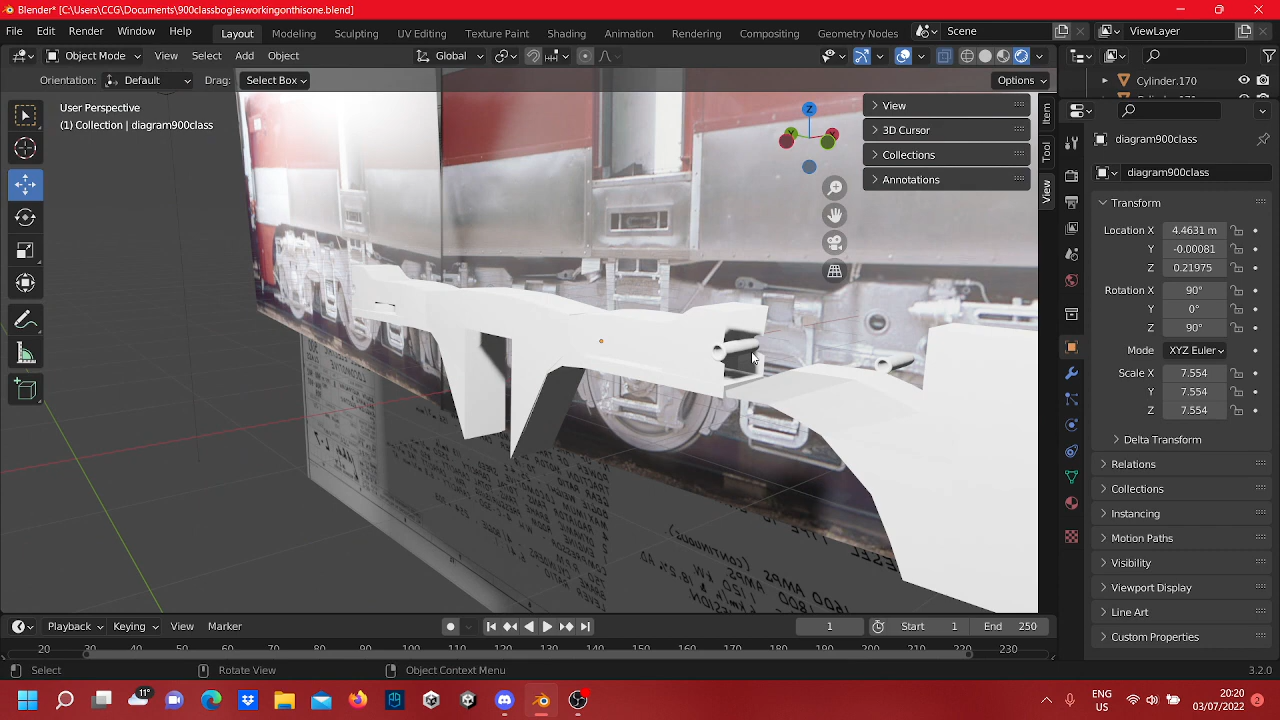 Blender* [C:\Users\CCG\Documents\900classbogiesworkingonthisone.blend]
File Edit Render Window Help Layout Modeling Sculpting UV Editing Texture Paint Shading Animation Rendering Compositing Geometry Nodes Scene ViewLayer
Object Mode View Select Add Object Global
Orientation: Default Drag: Select Box Options
Cylinder.170
User Perspective
(1) Collection | diagram900class
Z
View
3D Cursor
Collections
Annotations
Item
Tool
View
diagram900class
diagram900class
Transform
Location X 4.4631 m
Y -0.00081
Z 0.21975
Rotation X 90°
Y 0°
Z 90°
Mode XYZ Euler
Scale X 7.554
Y 7.554
Z 7.554
Delta Transform
Relations
Collections
Instancing
Motion Paths
Visibility
Viewport Display
Line Art
Custom Properties
AMPS KW (CONTINUOUS)
Playback Keying View Marker 1 Start 1 End 250
20 30 40 50 60 70 80 90 100 110 120 130 140 150 160 170 180 190 200 210 220 230
Select Rotate View Object Context Menu 3.2.0
11° ENG US 20:20 03/07/2022 2